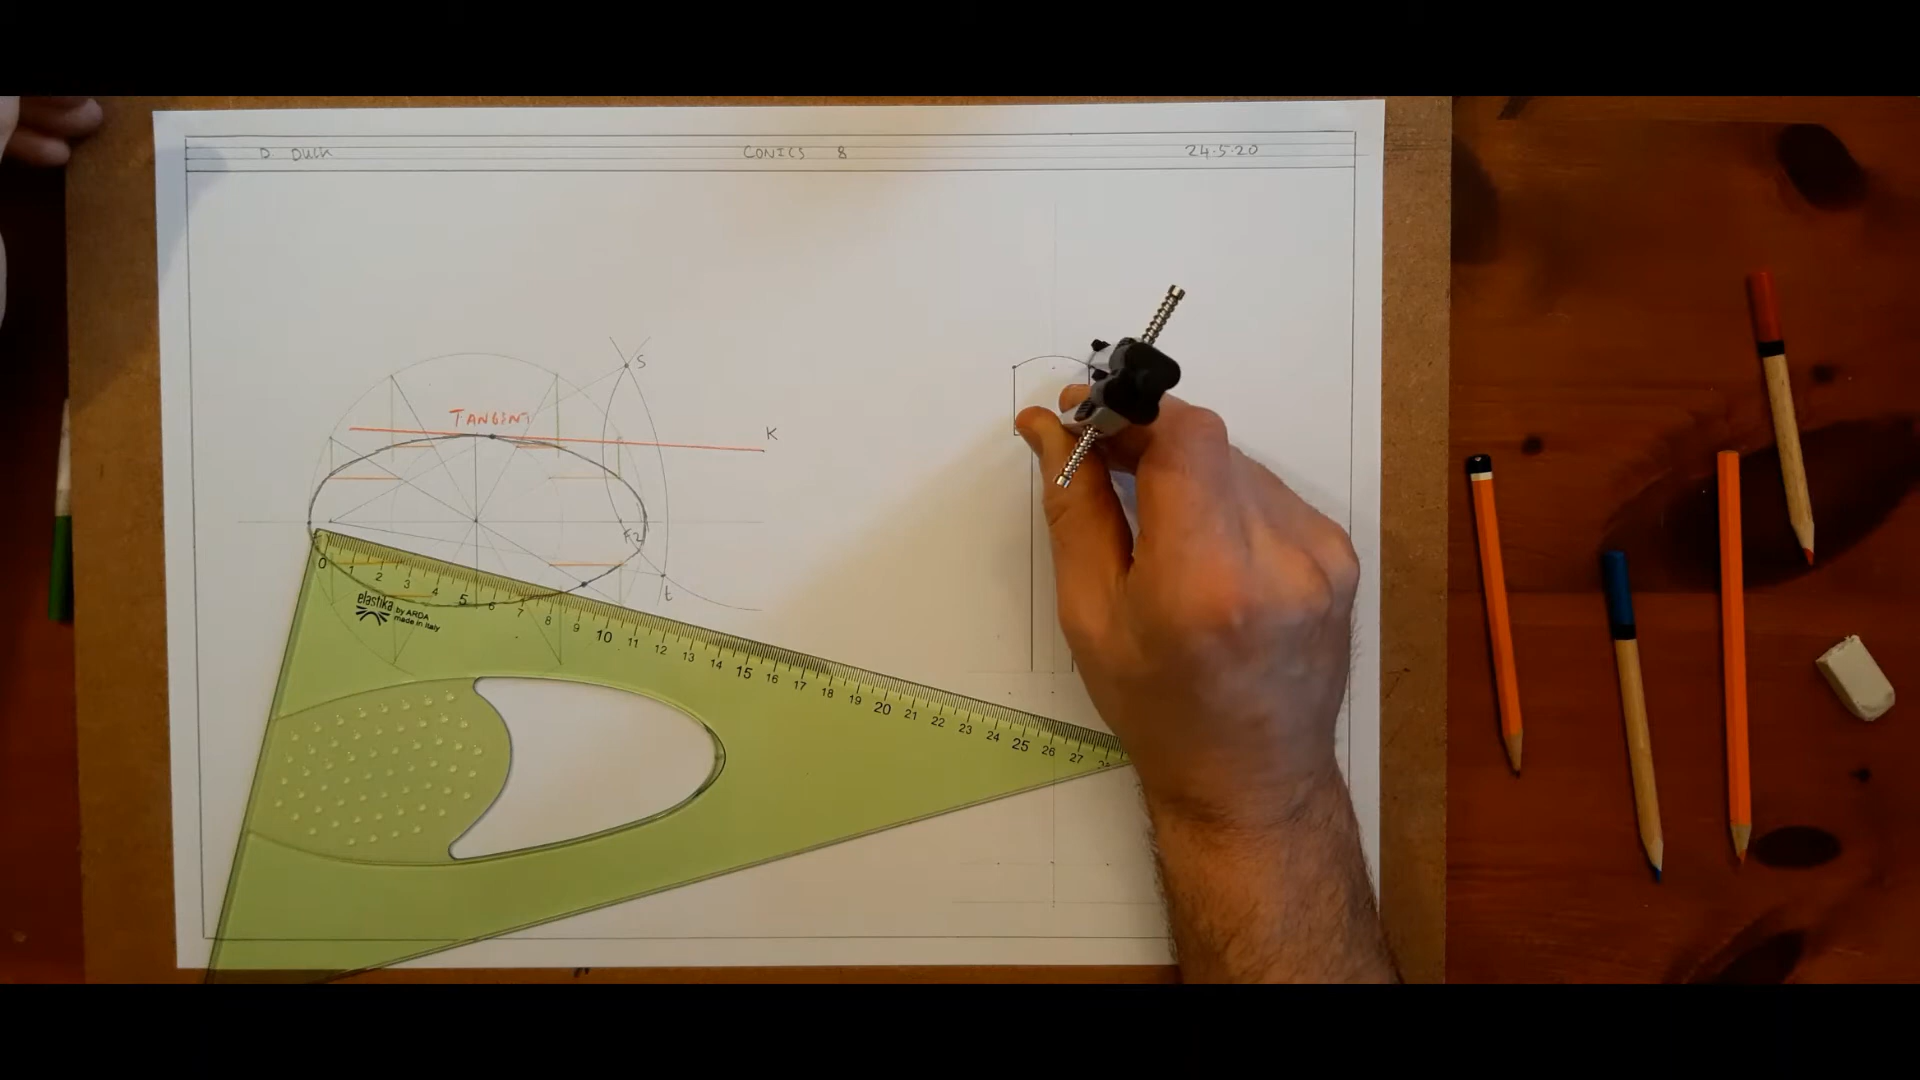 D. Duck CONICS 8 24.5.20
S
TANGENT
K
F2
t
0 1 2 3 4 5 6 7 8 9 10 11 12 13 14 15 16 17 18 19 20 21 22 23 24 25 26 27
elastika by ARDA
made in Italy